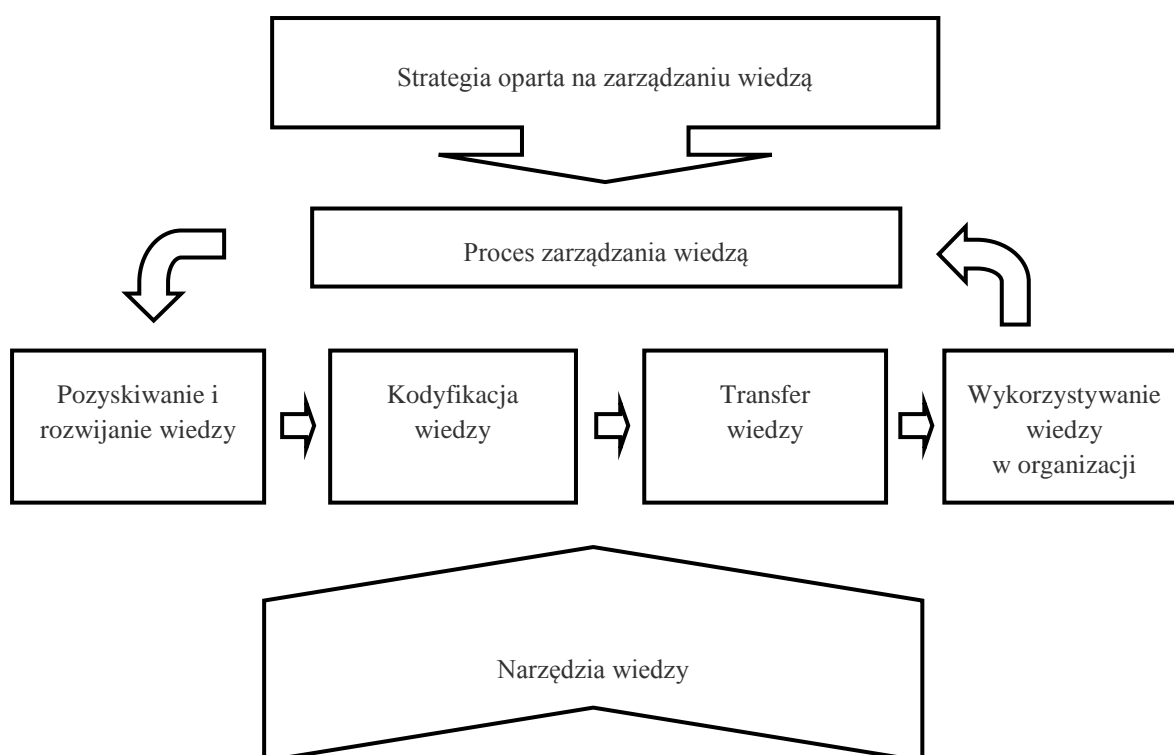 Strategia oparta na zarządzaniu wiedzą
Proces zarządzania wiedzą
Pozyskiwanie i
rozwijanie wiedzy
Kodyfikacja
wiedzy
Transfer
wiedzy
Wykorzystywanie
wiedzy
w organizacji
Narzędzia wiedzy